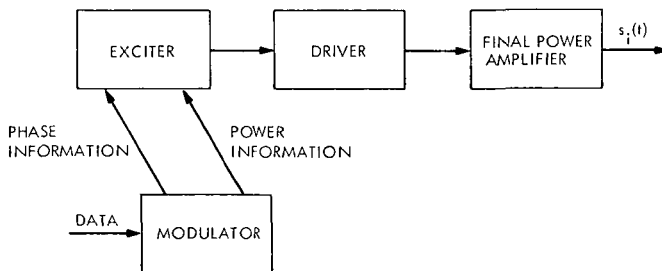 EXCITER
DRIVER
FINAL POWER
AMPLIFIER
s_i(t)
PHASE
INFORMATION
POWER
INFORMATION
DATA
MODULATOR